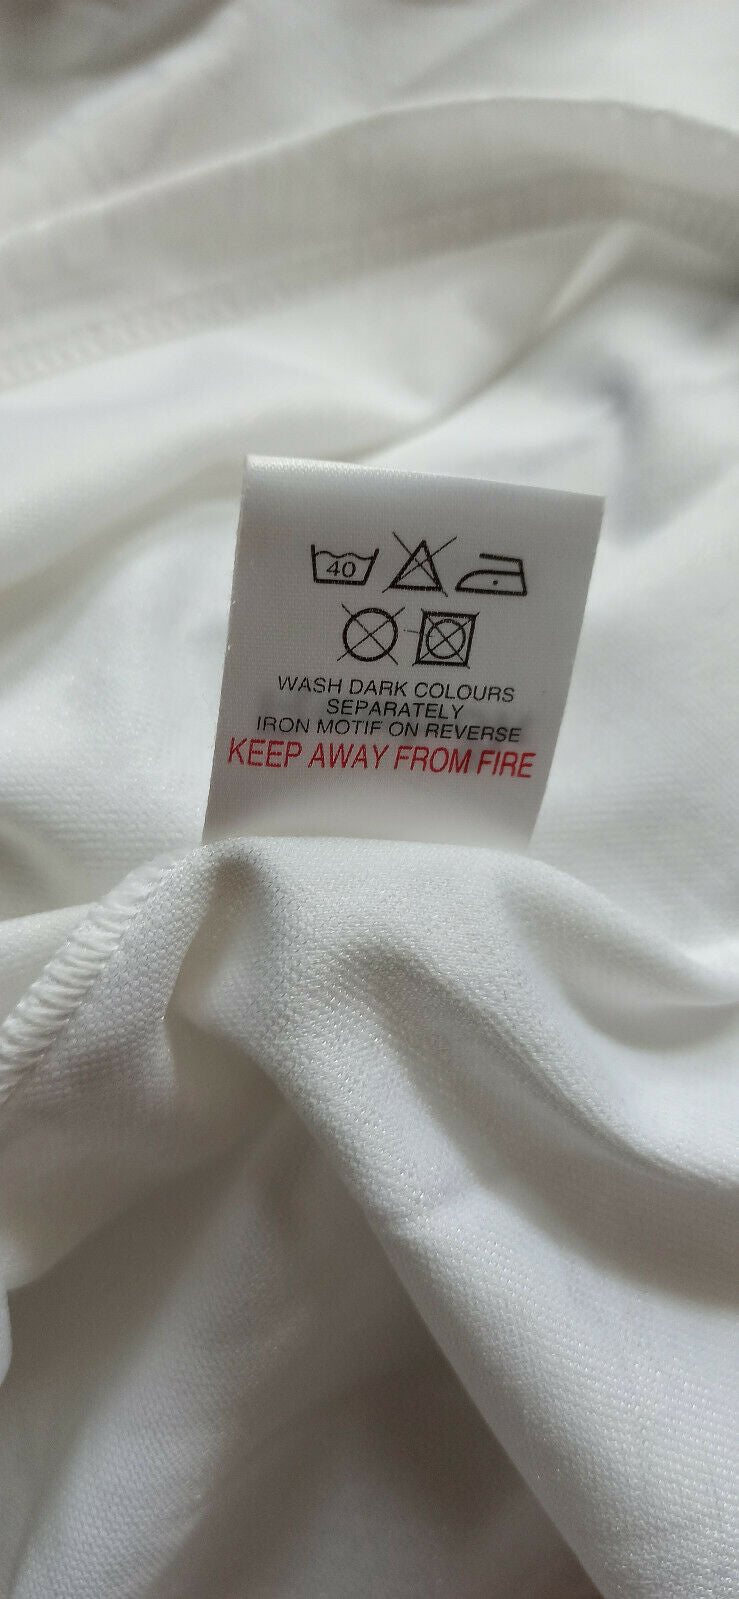 40
WASH DARK COLOURS
SEPARATELY
IRON MOTIF ON REVERSE
KEEP AWAY FROM FIRE